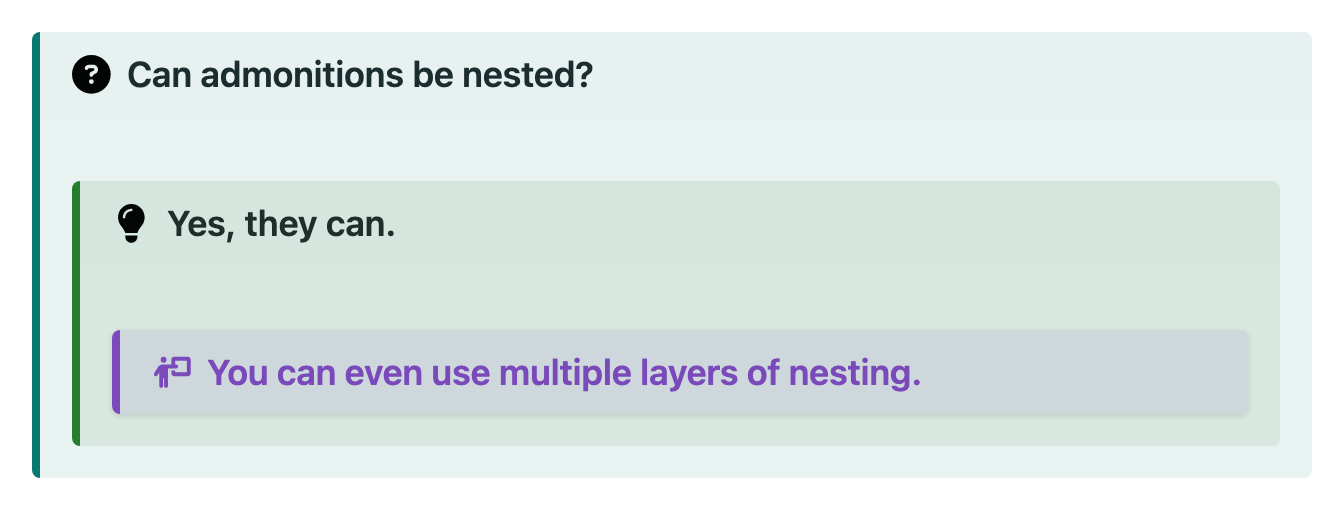 Can admonitions be nested?
Yes, they can.
You can even use multiple layers of nesting.